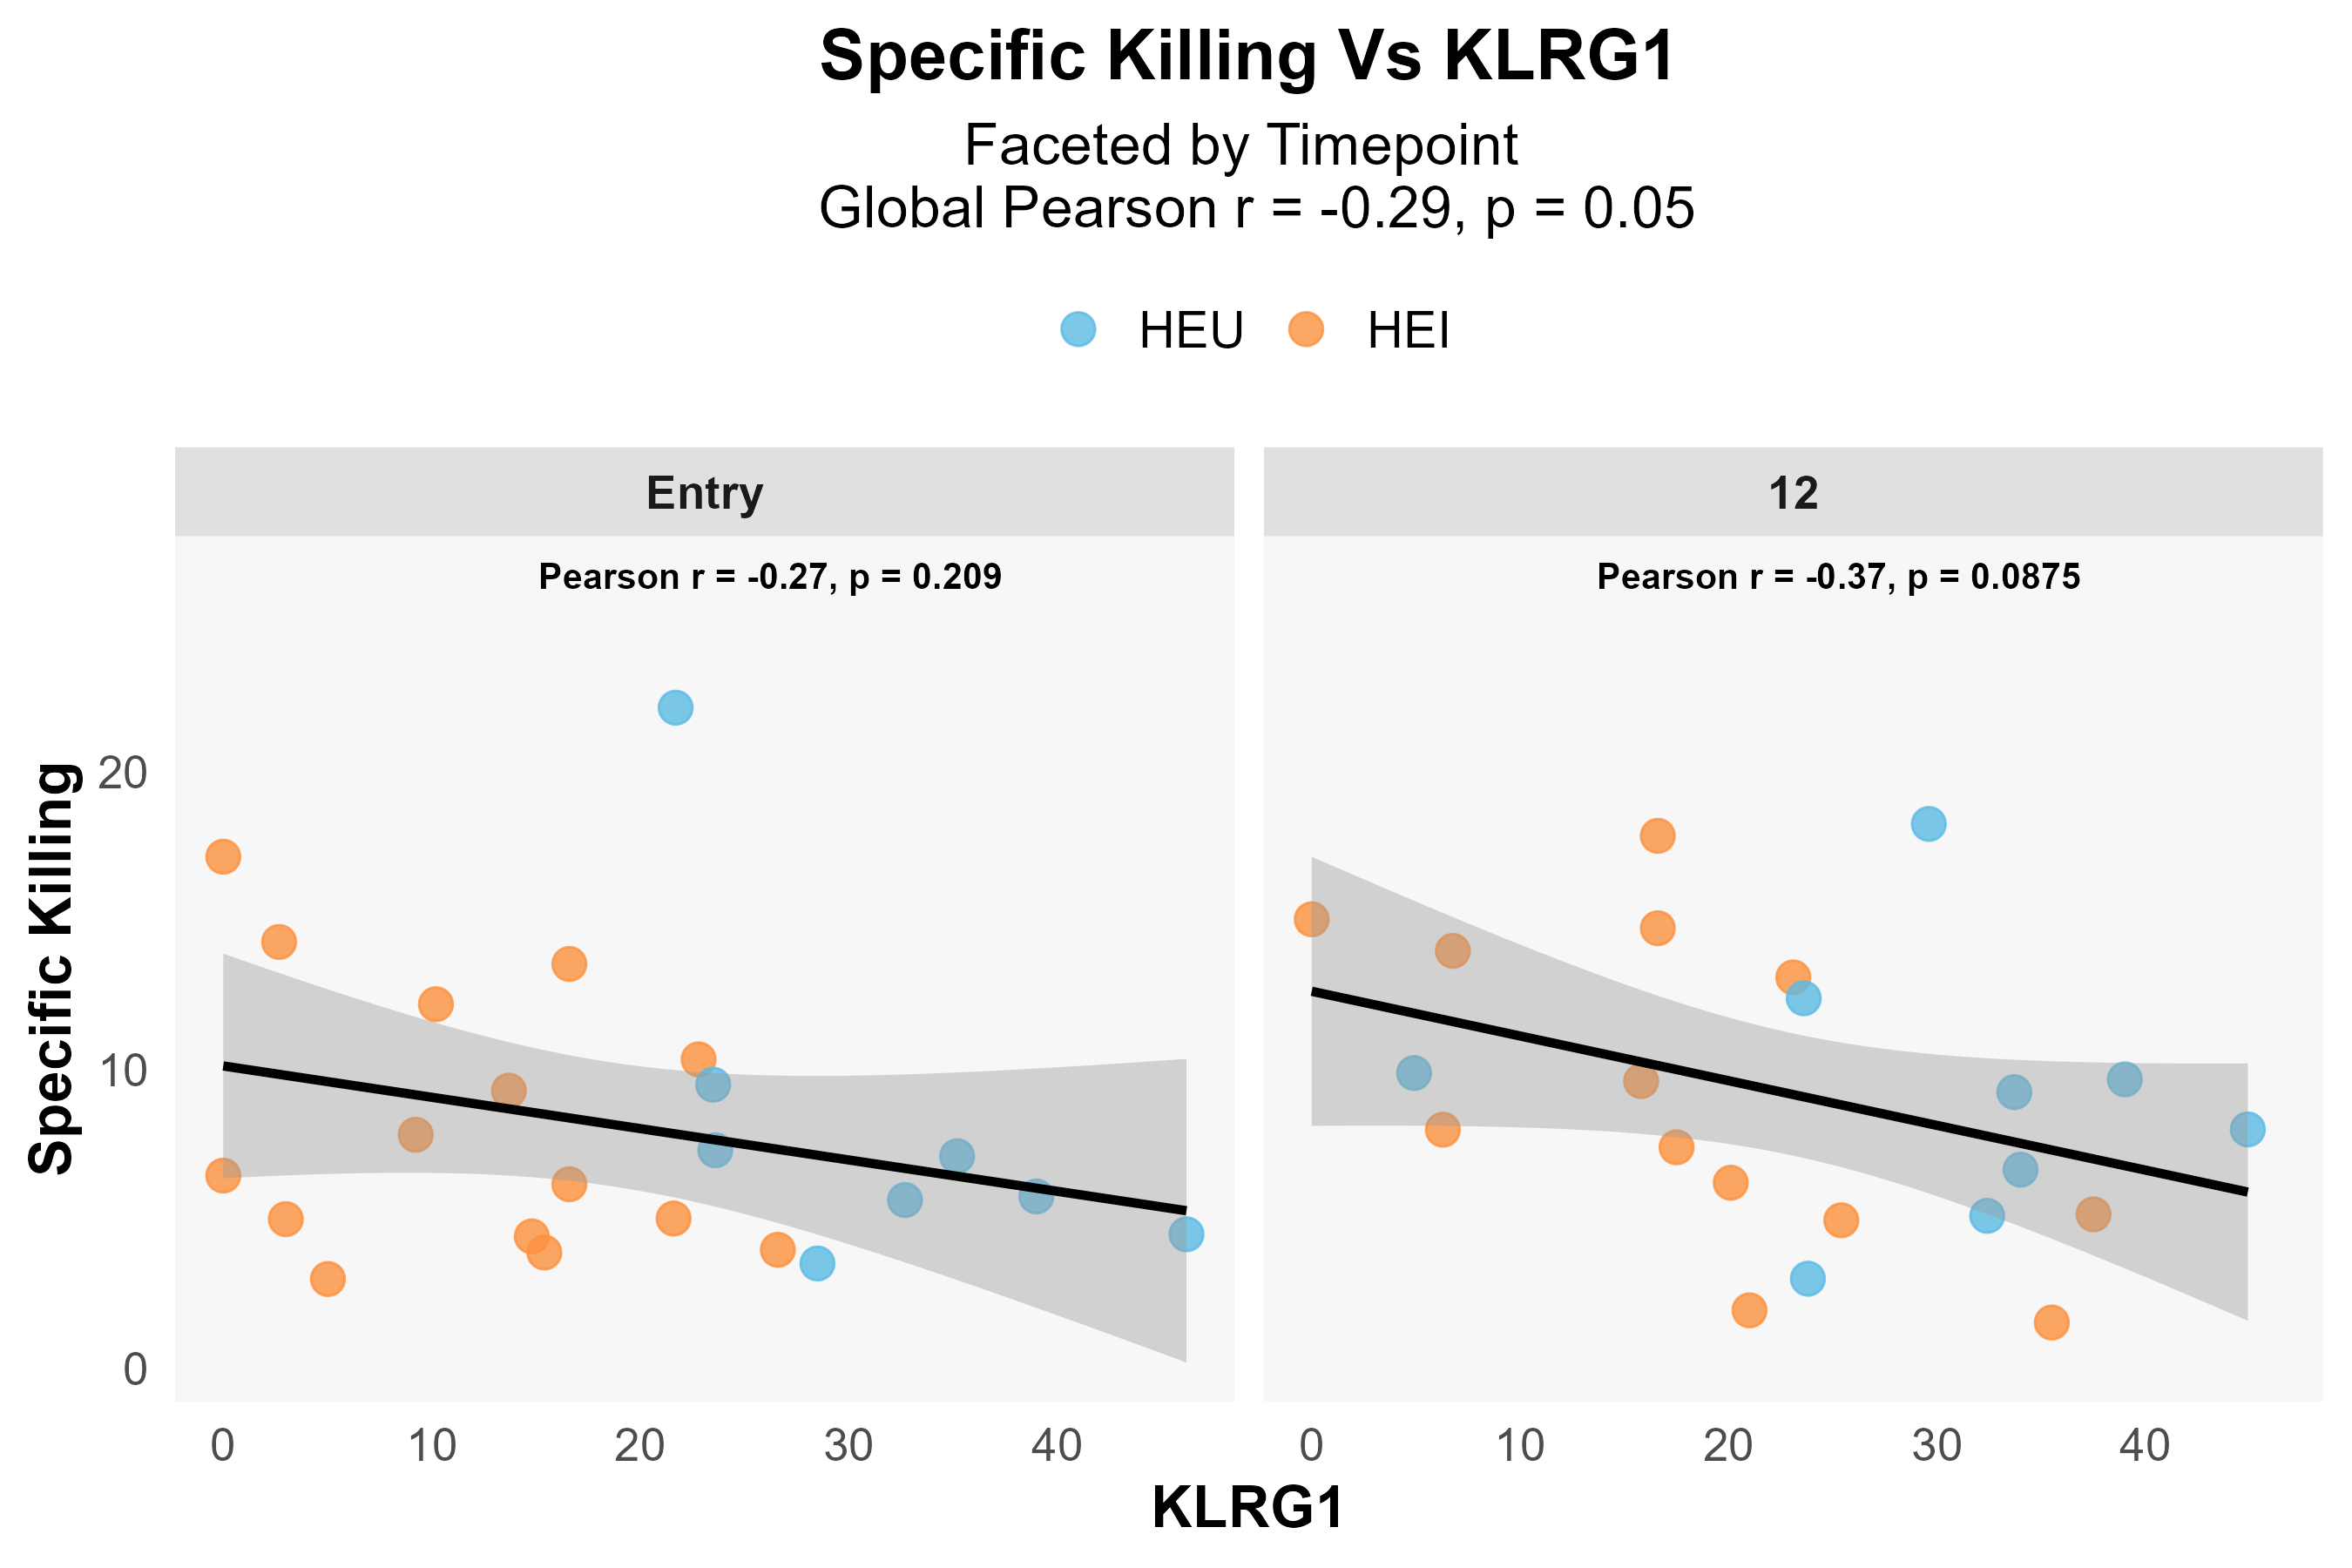 Specific Killing Vs KLRG1
Faceted by Timepoint
Global Pearson r = -0.29, p = 0.05
HEU
HEI
Entry
12
Pearson r = -0.27, p = 0.209
Pearson r = -0.37, p = 0.0875
Specific Killing
20
10
0
0 10 20 30 40
0 10 20 30 40
KLRG1